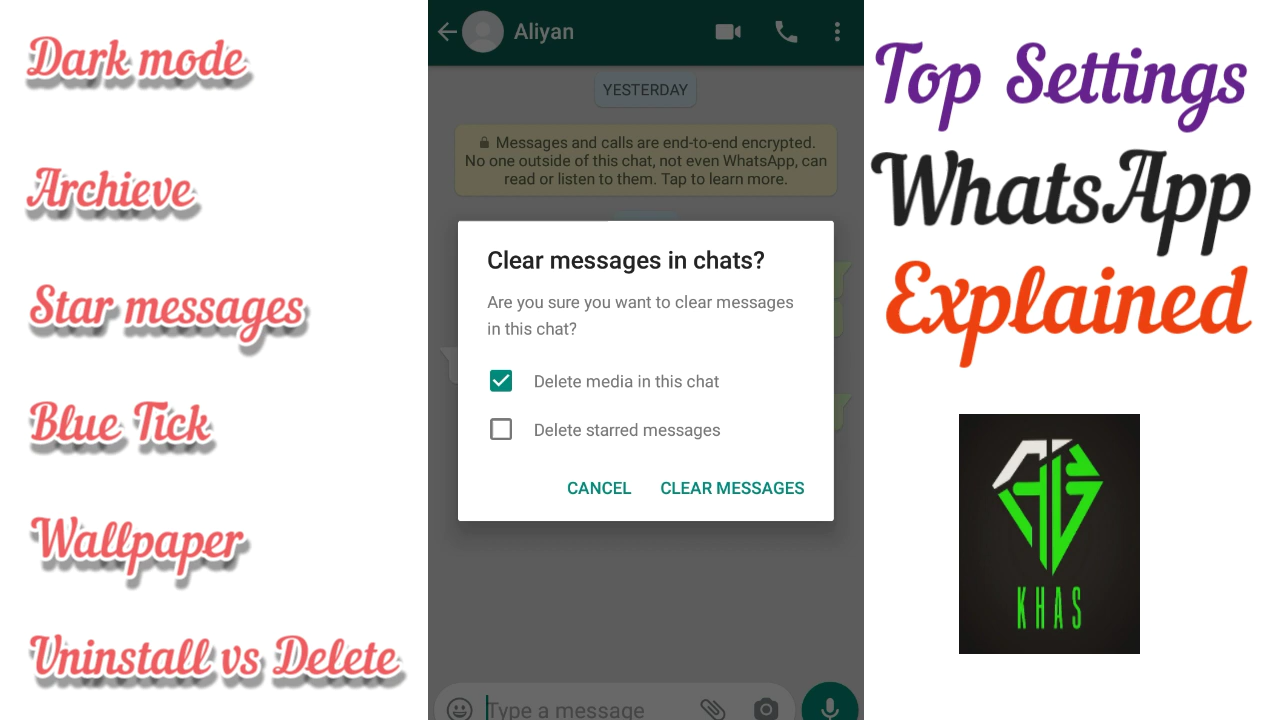 Dark mode
Archieve
Star messages
Blue Tick
Wallpaper
Uninstall vs Delete
Aliyan
YESTERDAY
Messages and calls are end-to-end encrypted.
No one outside of this chat, not even WhatsApp, can
read or listen to them. Tap to learn more.
Clear messages in chats?
Are you sure you want to clear messages
in this chat?
Delete media in this chat
Delete starred messages
CANCEL CLEAR MESSAGES
Type a message
Top Settings
WhatsApp
Explained
KHAS